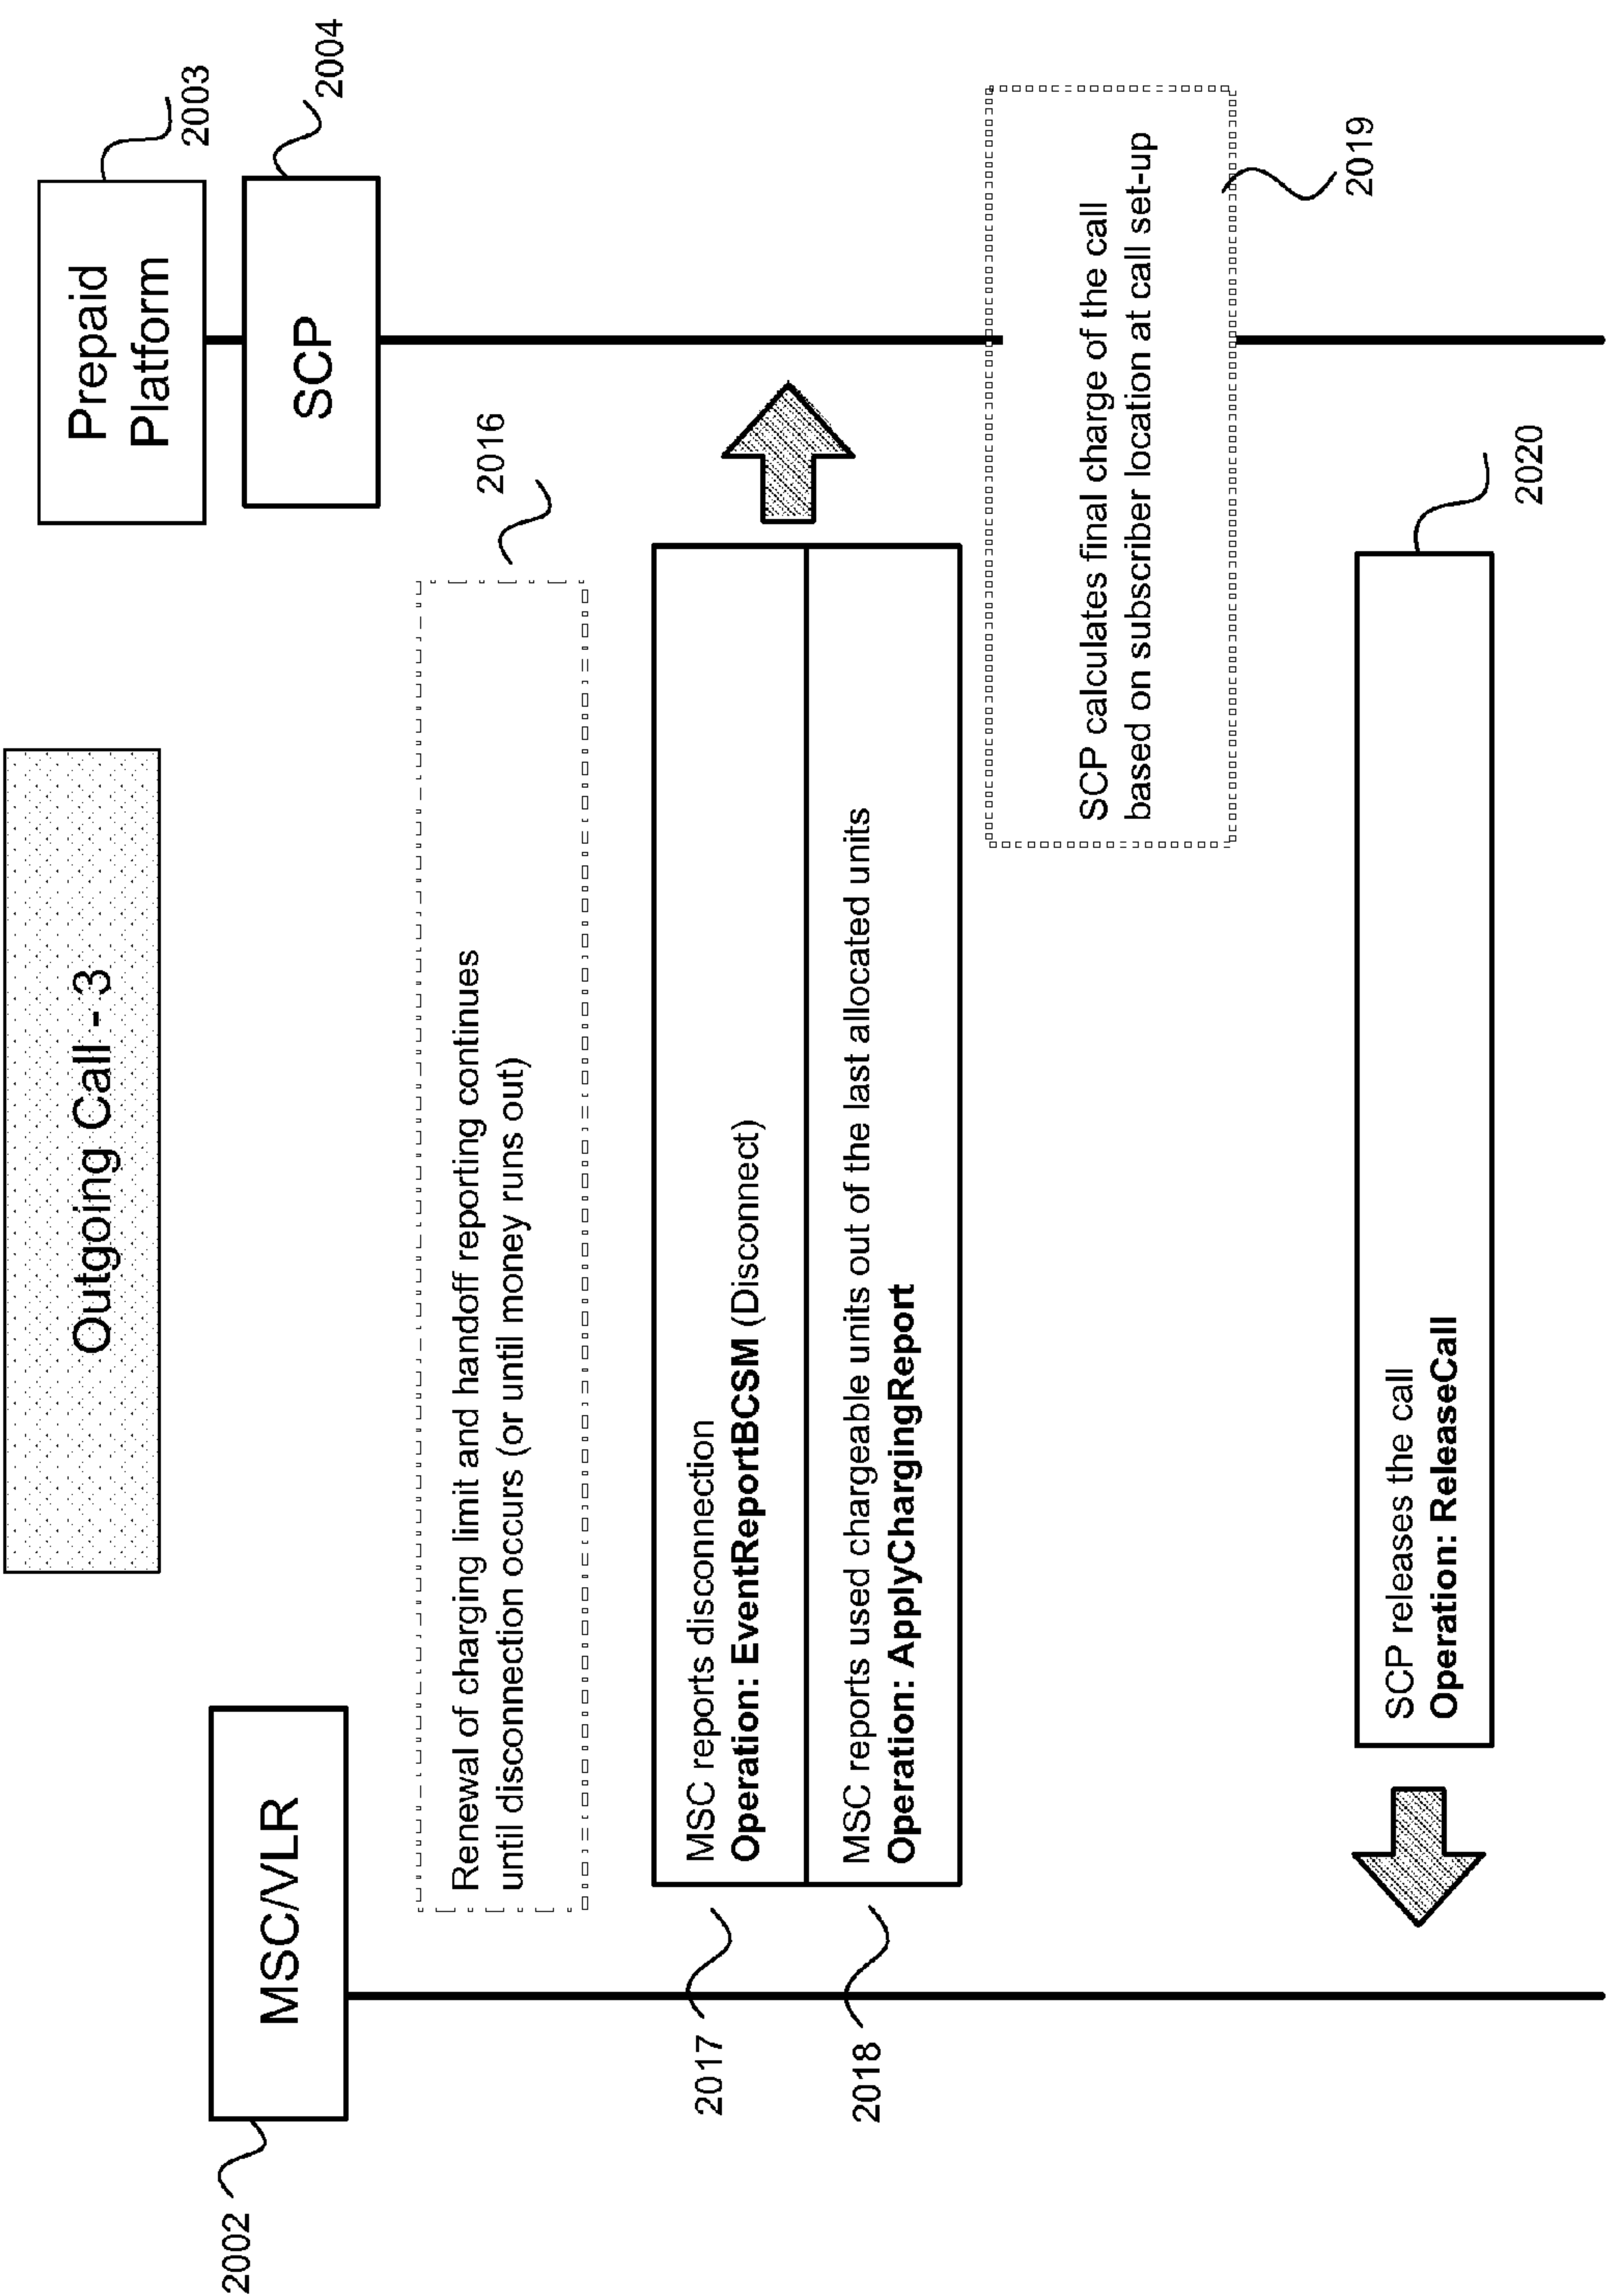 Outgoing Call - 3
2002
MSC/VLR
Prepaid
Platform
2003
SCP
2004
Renewal of charging limit and handoff reporting continues
until disconnection occurs (or until money runs out)
2016
2017
MSC reports disconnection
Operation: EventReportBCSM (Disconnect)
2018
MSC reports used chargeable units out of the last allocated units
Operation: ApplyChargingReport
SCP calculates final charge of the call
based on subscriber location at call set-up
2019
SCP releases the call
Operation: ReleaseCall
2020